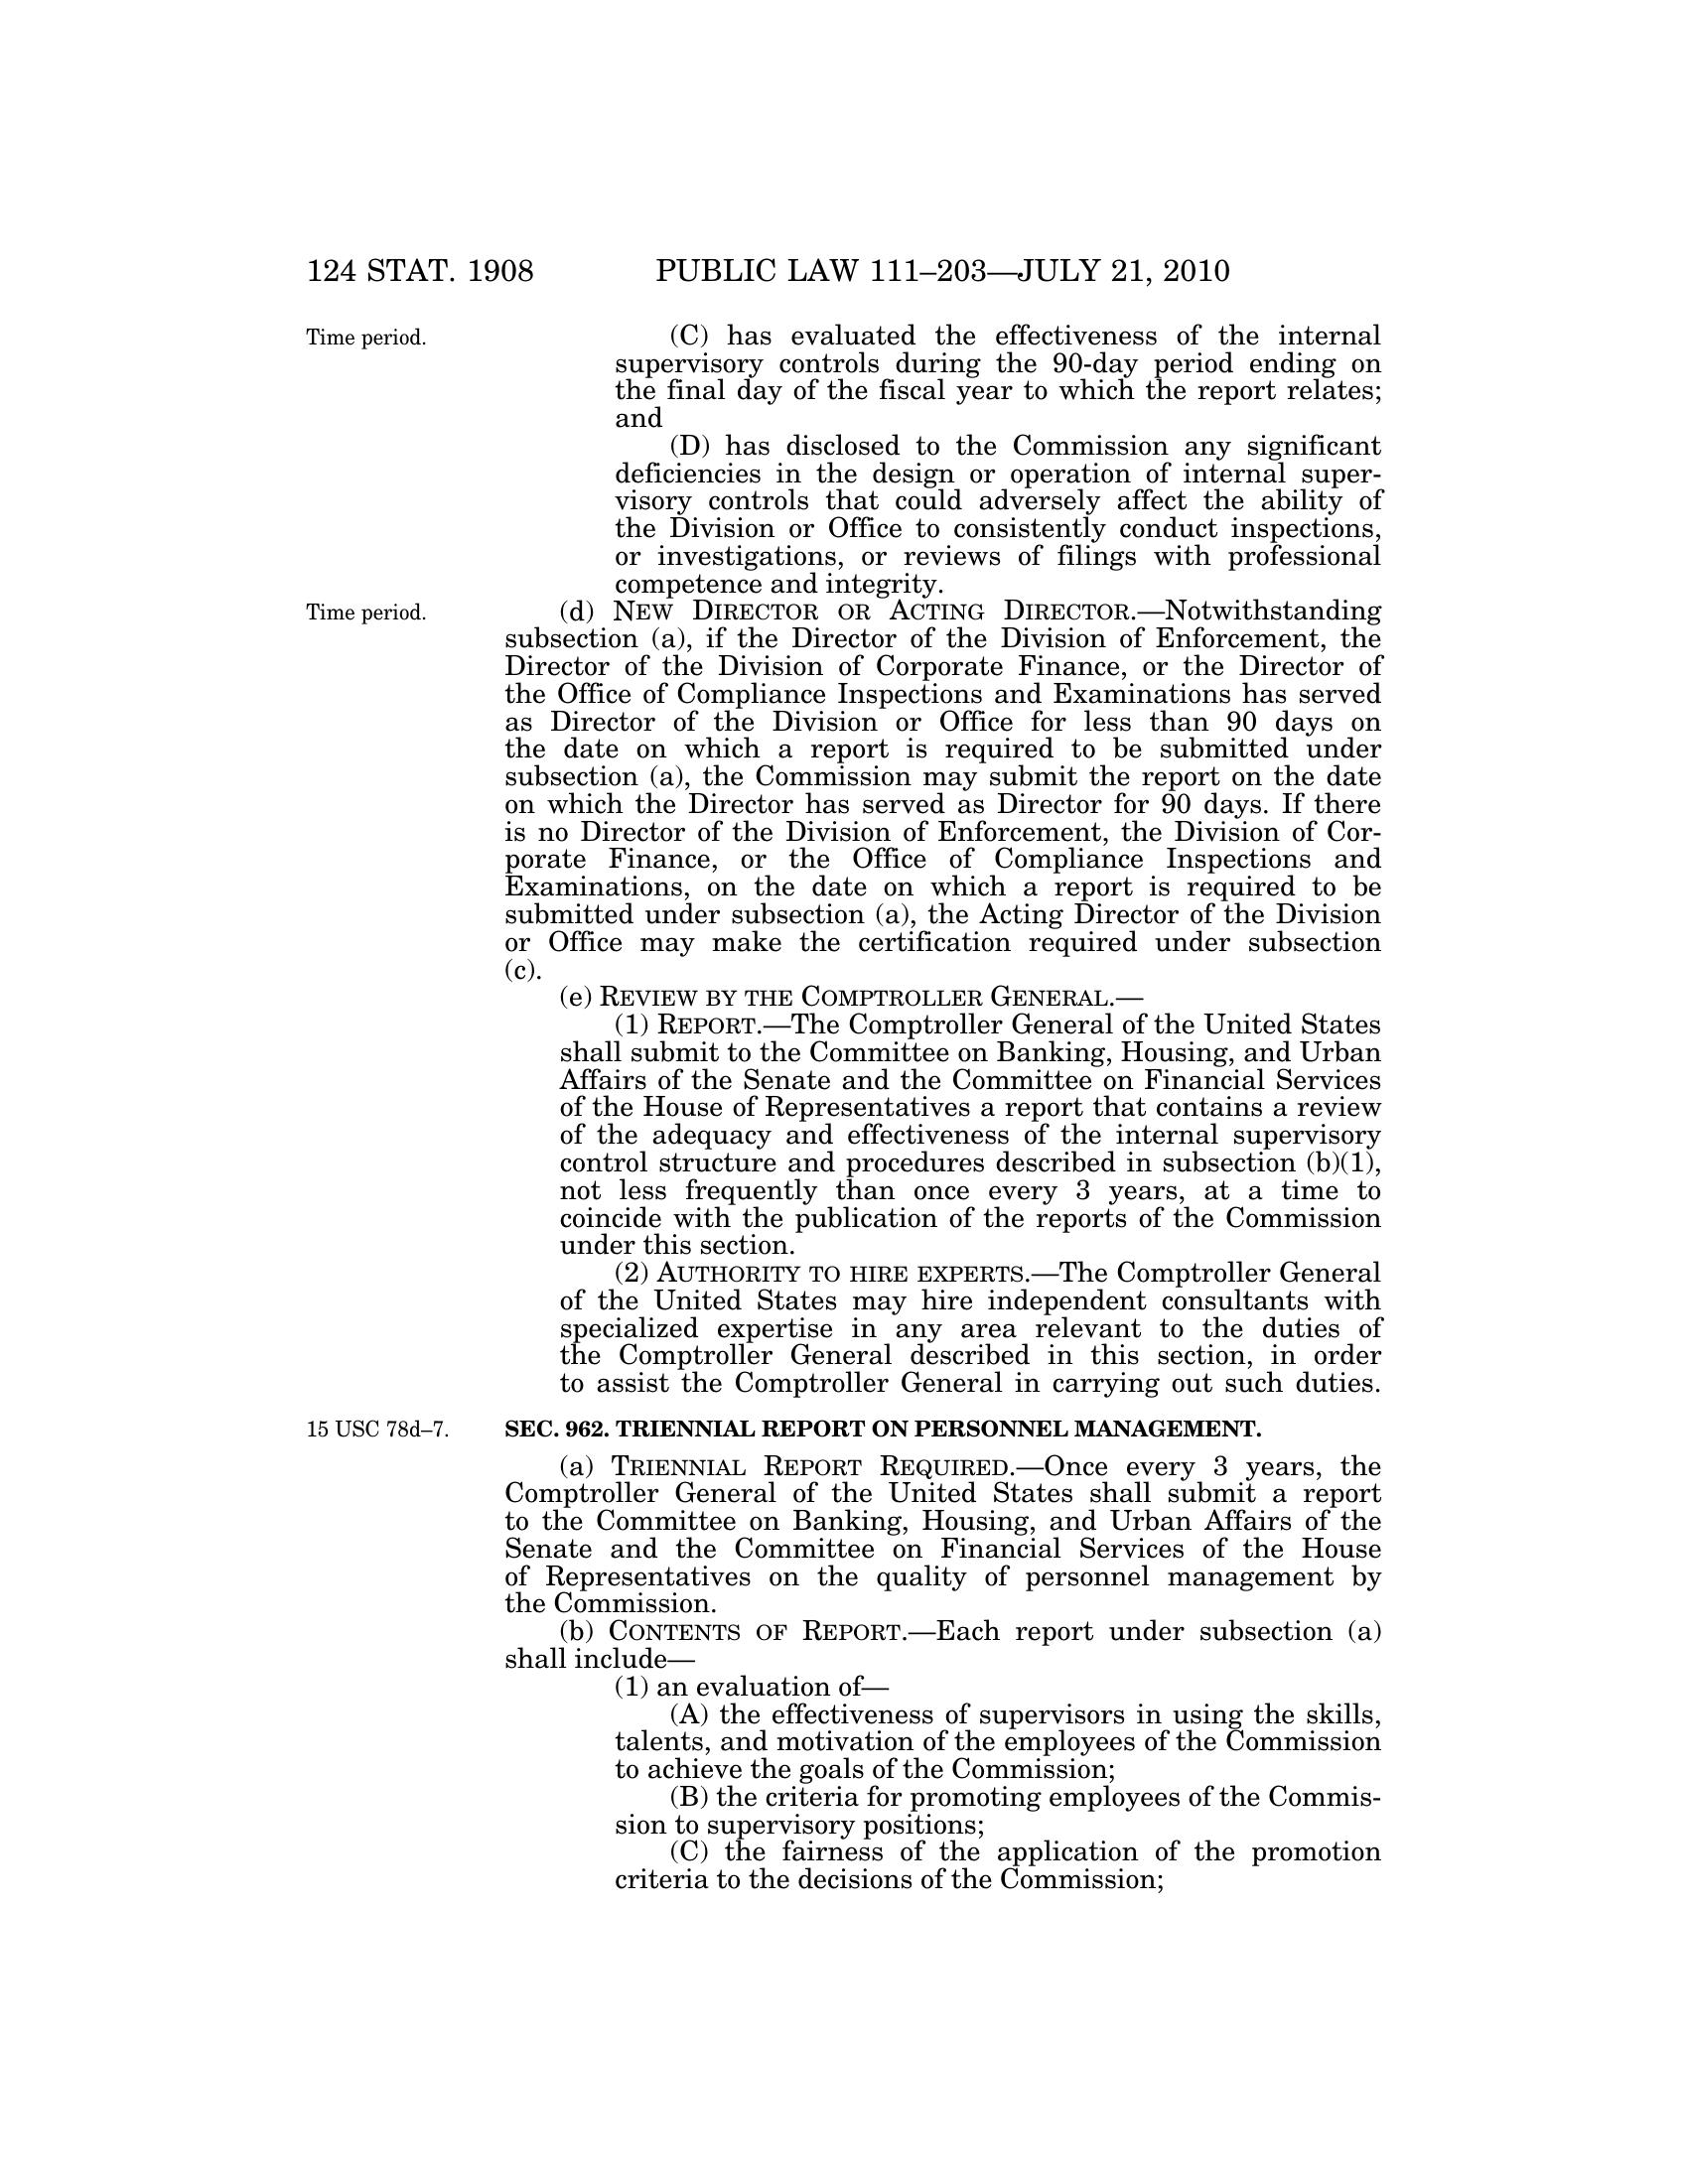 124 STAT. 1908 PUBLIC LAW 111–203—JULY 21, 2010
Time period.
(C) has evaluated the effectiveness of the internal
supervisory controls during the 90-day period ending on
the final day of the fiscal year to which the report relates;
and
(D) has disclosed to the Commission any significant
deficiencies in the design or operation of internal super-
visory controls that could adversely affect the ability of
the Division or Office to consistently conduct inspections,
or investigations, or reviews of filings with professional
competence and integrity.
Time period.
(d) NEW DIRECTOR OR ACTING DIRECTOR.—Notwithstanding
subsection (a), if the Director of the Division of Enforcement, the
Director of the Division of Corporate Finance, or the Director of
the Office of Compliance Inspections and Examinations has served
as Director of the Division or Office for less than 90 days on
the date on which a report is required to be submitted under
subsection (a), the Commission may submit the report on the date
on which the Director has served as Director for 90 days. If there
is no Director of the Division of Enforcement, the Division of Cor-
porate Finance, or the Office of Compliance Inspections and
Examinations, on the date on which a report is required to be
submitted under subsection (a), the Acting Director of the Division
or Office may make the certification required under subsection
(c).
(e) REVIEW BY THE COMPTROLLER GENERAL.—
(1) REPORT.—The Comptroller General of the United States
shall submit to the Committee on Banking, Housing, and Urban
Affairs of the Senate and the Committee on Financial Services
of the House of Representatives a report that contains a review
of the adequacy and effectiveness of the internal supervisory
control structure and procedures described in subsection (b)(1),
not less frequently than once every 3 years, at a time to
coincide with the publication of the reports of the Commission
under this section.
(2) AUTHORITY TO HIRE EXPERTS.—The Comptroller General
of the United States may hire independent consultants with
specialized expertise in any area relevant to the duties of
the Comptroller General described in this section, in order
to assist the Comptroller General in carrying out such duties.
15 USC 78d–7.
SEC. 962. TRIENNIAL REPORT ON PERSONNEL MANAGEMENT.
(a) TRIENNIAL REPORT REQUIRED.—Once every 3 years, the
Comptroller General of the United States shall submit a report
to the Committee on Banking, Housing, and Urban Affairs of the
Senate and the Committee on Financial Services of the House
of Representatives on the quality of personnel management by
the Commission.
(b) CONTENTS OF REPORT.—Each report under subsection (a)
shall include—
(1) an evaluation of—
(A) the effectiveness of supervisors in using the skills,
talents, and motivation of the employees of the Commission
to achieve the goals of the Commission;
(B) the criteria for promoting employees of the Commis-
sion to supervisory positions;
(C) the fairness of the application of the promotion
criteria to the decisions of the Commission;